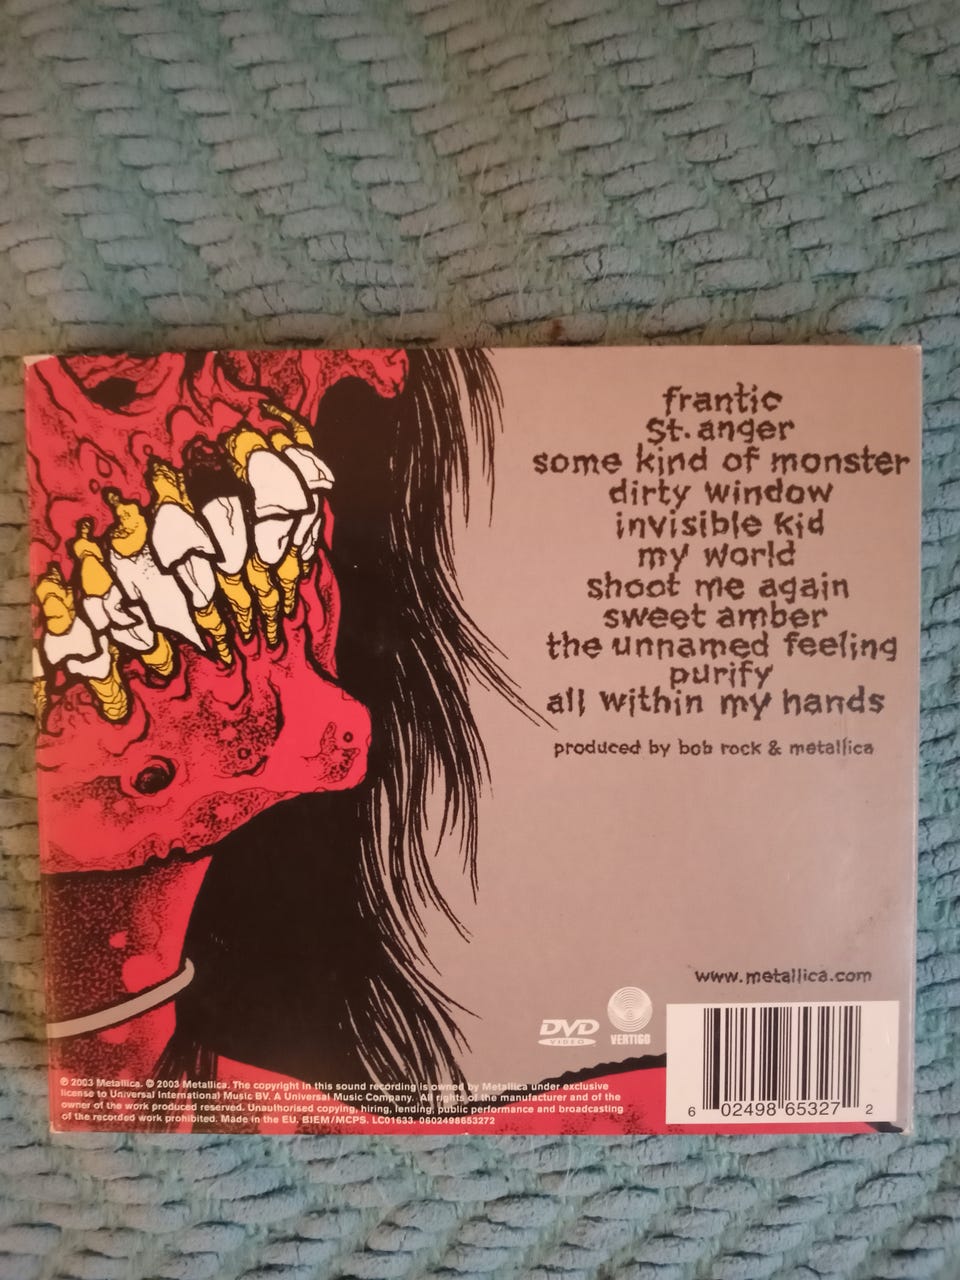 frantic
St. anger
some kind of monster
dirty window
invisible kid
my world
shoot me again
sweet amber
the unnamed feeling
purify
all within my hands
produced by bob rock & metallica
www.metallica.com
DVD
VIDEO
VERTIGO
℗ 2003 Metallica. © 2003 Metallica. The copyright in this sound recording is owned by Metallica under exclusive
license to Universal International Music BV. A Universal Music Company. All rights of the manufacturer and of the
owner of the work produced reserved. Unauthorised copying, hiring, lending, public performance and broadcasting
of the recorded work prohibited. Made in the EU. BIEM/MCPS. LC01633. 0602498653272
6 02498 65327 2